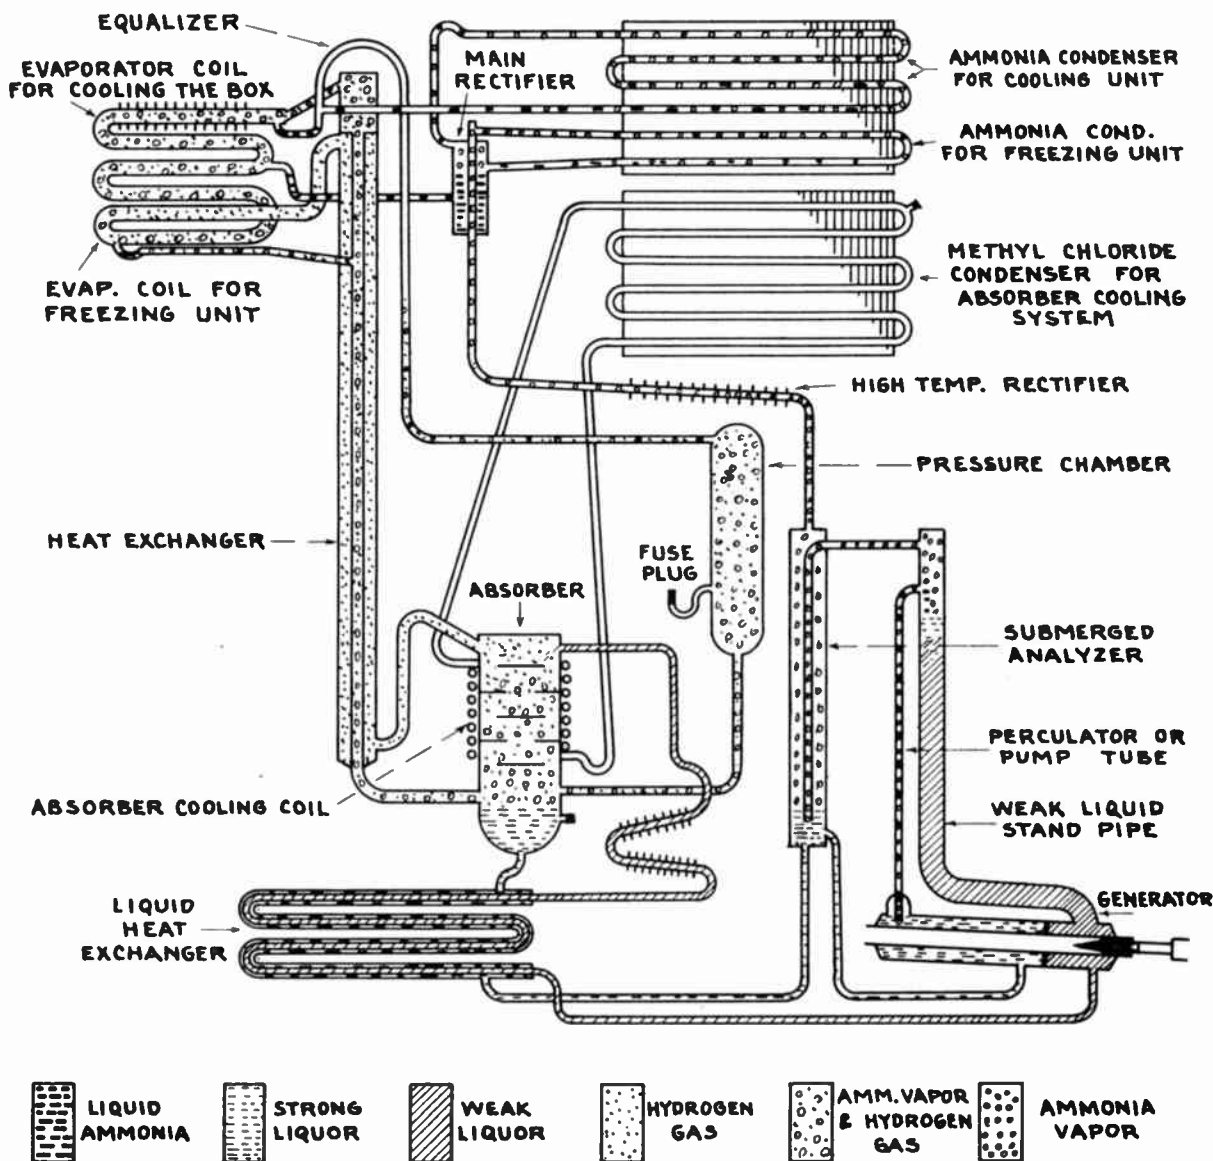 EQUALIZER
EVAPORATOR COIL
FOR COOLING THE BOX
MAIN
RECTIFIER
AMMONIA CONDENSER
FOR COOLING UNIT
AMMONIA COND.
FOR FREEZING UNIT
METHYL CHLORIDE
CONDENSER FOR
ABSORBER COOLING
SYSTEM
EVAP. COIL FOR
FREEZING UNIT
HIGH TEMP. RECTIFIER
PRESSURE CHAMBER
HEAT EXCHANGER
FUSE
PLUG
ABSORBER
SUBMERGED
ANALYZER
PERCULATOR OR
PUMP TUBE
ABSORBER COOLING COIL
WEAK LIQUID
STAND PIPE
GENERATOR
LIQUID
HEAT
EXCHANGER
LIQUID
AMMONIA
STRONG
LIQUOR
WEAK
LIQUOR
HYDROGEN
GAS
AMM. VAPOR
& HYDROGEN
GAS
AMMONIA
VAPOR